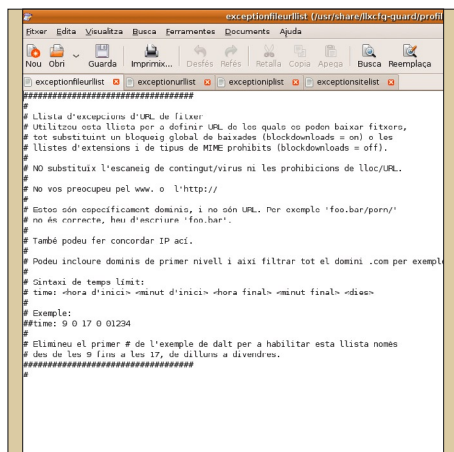 exceptionfileurllist (/usr/share/llxcfg-guard/profil
Fitxer Edita Visualitza Busca Ferramentes Documents Ajuda
Nou Obri Guarda Imprimix... Desfés Refés Retalla Copia Apega Busca Reemplaça
exceptionfileurllist exceptionurllist exceptioniplist exceptionsitelist
###################################
#
# Llista d'excepcions d'URL de fitxer
# Utilitzeu esta llista per a definir URL de les quals es poden baixar fitxers,
# tot substituint un bloqueig global de baixades (blockdownloads = on) o les
# llistes d'extensions i de tipus de MIME prohibits (blockdownloads = off).
#
# NO substituïx l'escaneig de contingut/virus ni les prohibicions de lloc/URL.
#
# No vos preocupeu pel www. o l'http://
#
# Estos són específicament dominis, i no són URL. Per exemple 'foo.bar/porn/'
# no és correcte, heu d'escriure 'foo.bar'.
#
# També podeu fer concordar IP ací.
#
# Podeu incloure dominis de primer nivell i així filtrar tot el domini .com per exempl
#
# Sintaxi de temps límit:
# time: <hora d'inici> <minut d'inici> <hora final> <minut final> <dies>
#
# Exemple:
##time: 9 0 17 0 01234
#
# Elimineu el primer # de l'exemple de dalt per a habilitar esta llista només
# des de les 9 fins a les 17, de dilluns a divendres.
###################################
#